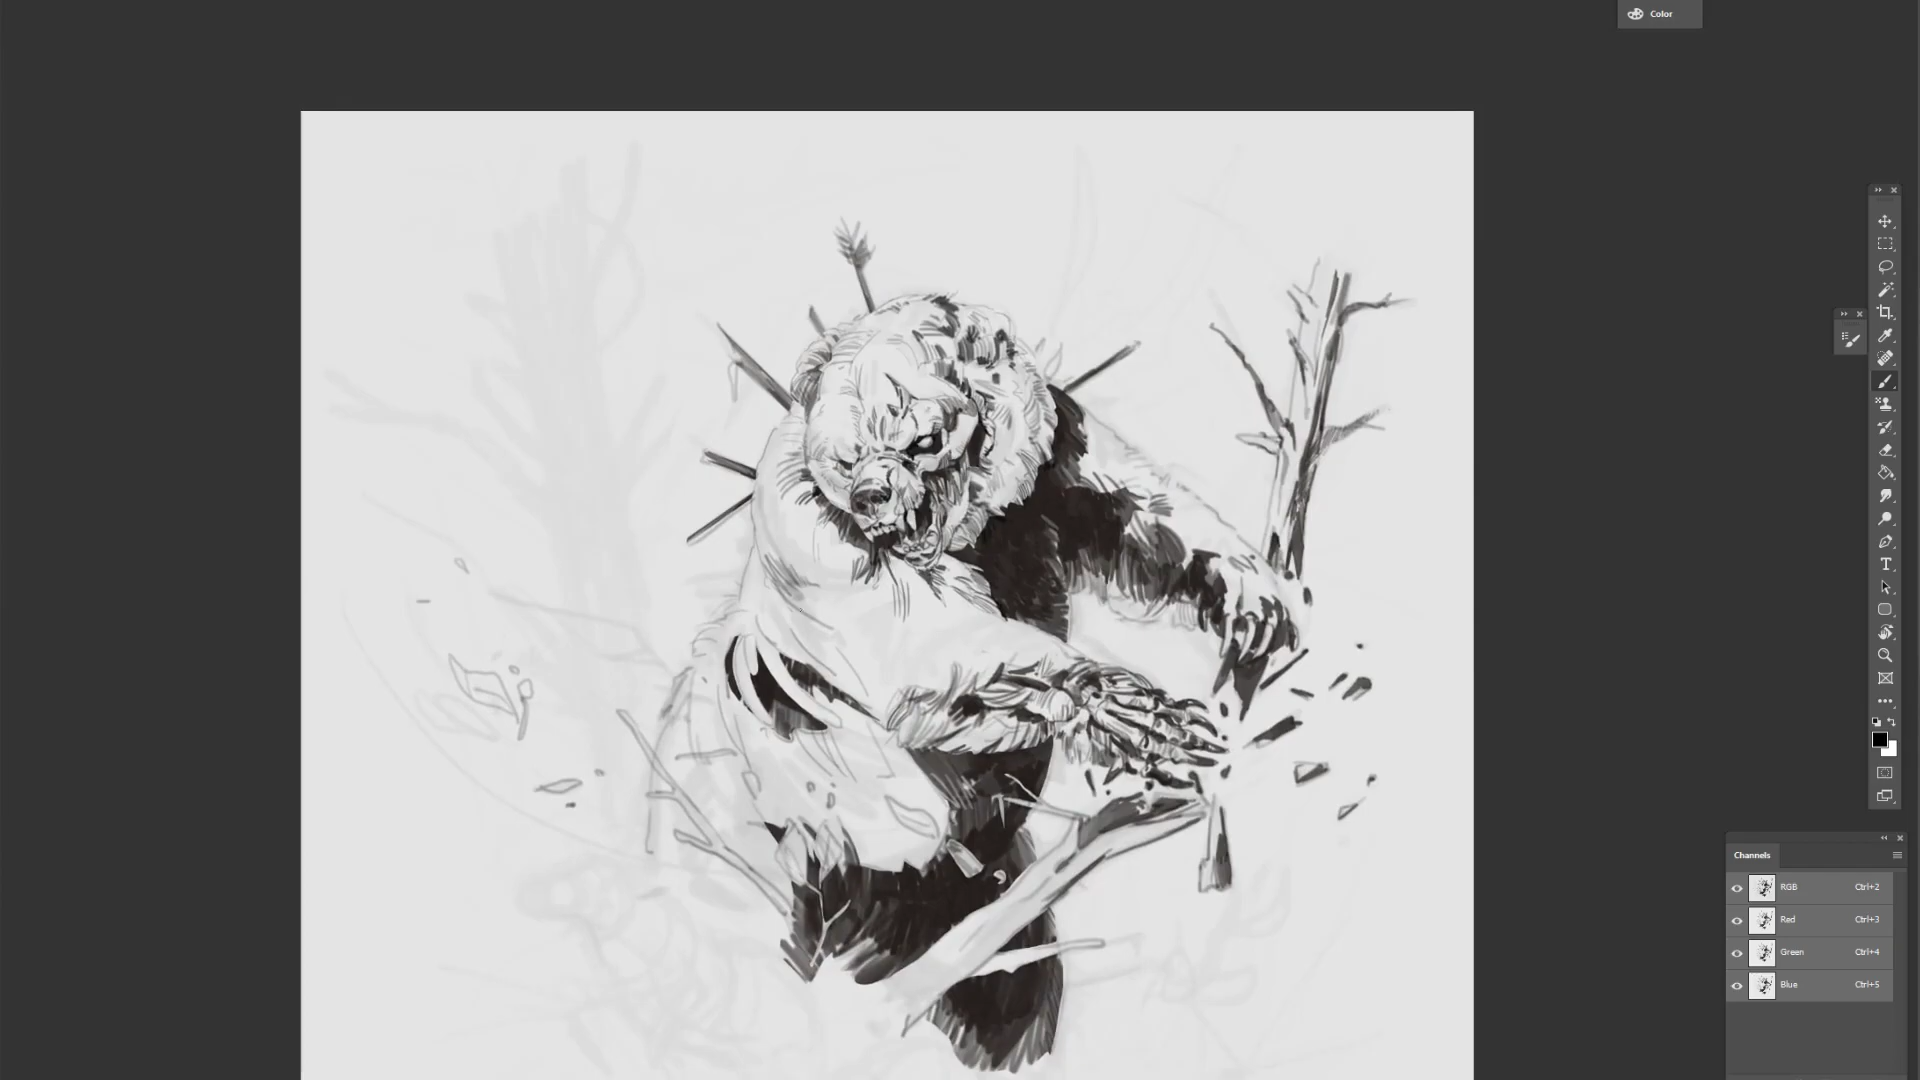 Color
Channels
RGB Ctrl+2
Red Ctrl+3
Green Ctrl+4
Blue Ctrl+5